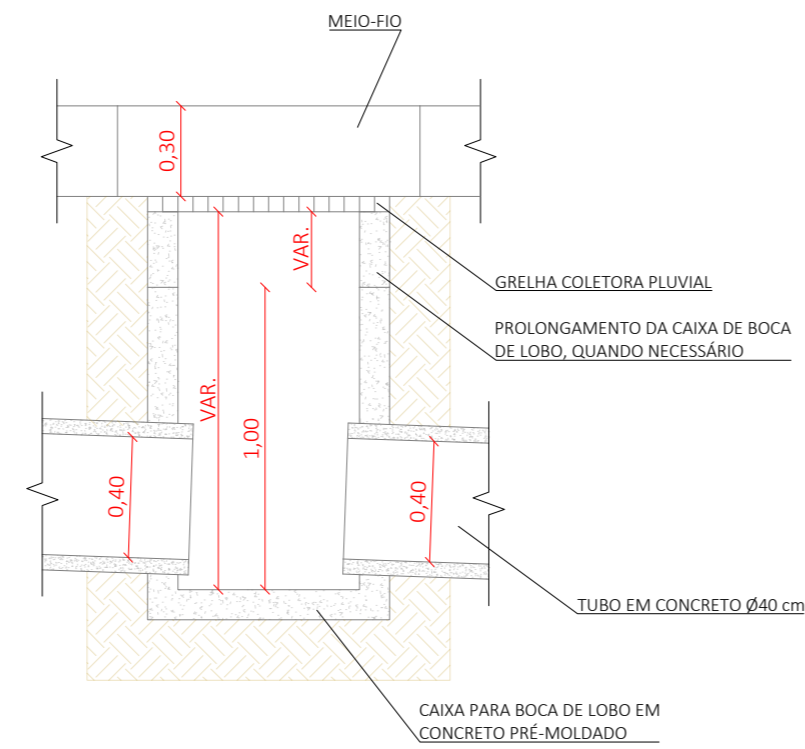 MEIO-FIO
0,30
VAR.
GRELHA COLETORA PLUVIAL
PROLONGAMENTO DA CAIXA DE BOCA
DE LOBO, QUANDO NECESSÁRIO
VAR.
1,00
0,40
0,40
TUBO EM CONCRETO Ø40 cm
CAIXA PARA BOCA DE LOBO EM
CONCRETO PRÉ-MOLDADO